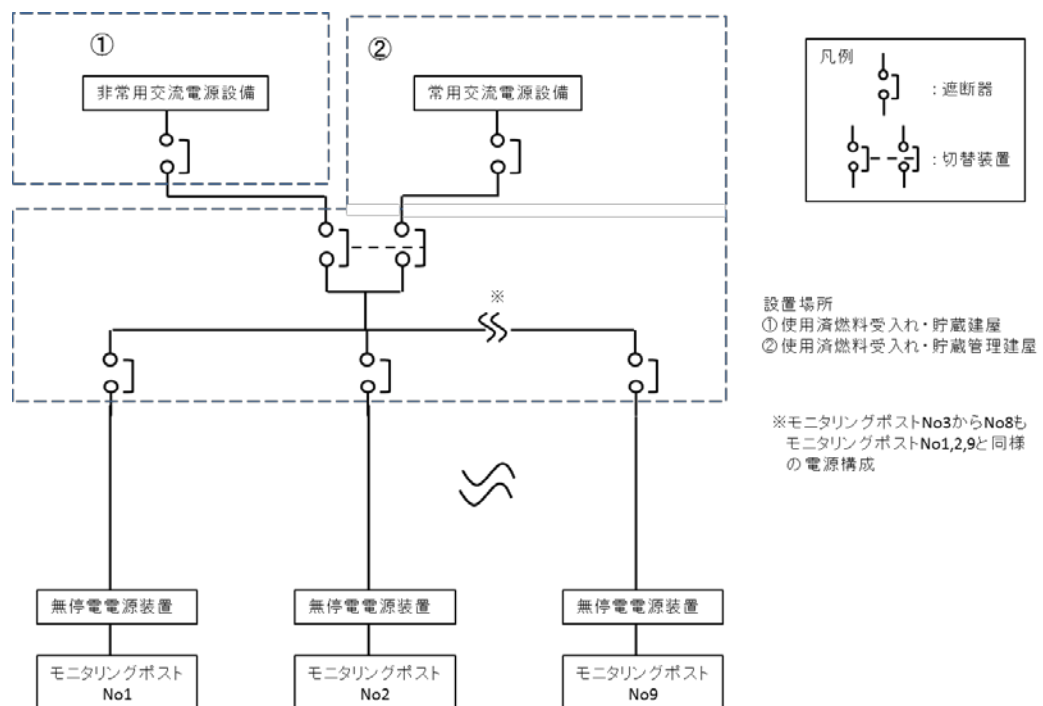 ①
②
非常用交流電源設備
常用交流電源設備
凡例
：遮断器
：切替装置
※
設置場所
①使用済燃料受入れ・貯蔵建屋
②使用済燃料受入れ・貯蔵管理建屋
※モニタリングポストNo3からNo8も
モニタリングポストNo1,2,9と同様
の電源構成
無停電電源装置
無停電電源装置
無停電電源装置
モニタリングポスト
No1
モニタリングポスト
No2
モニタリングポスト
No9